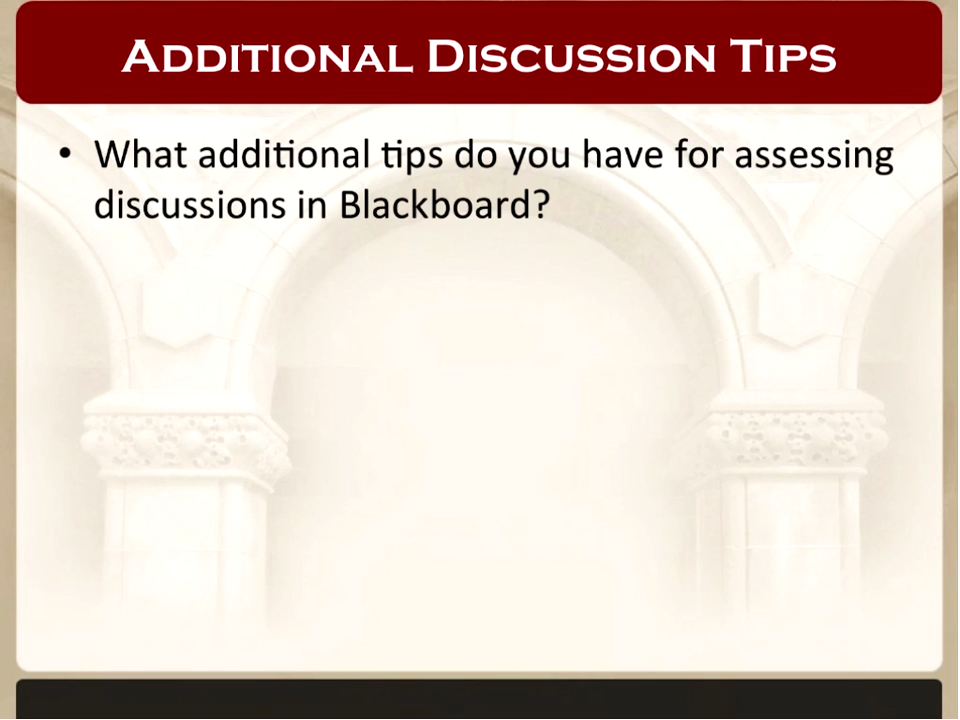 Additional Discussion Tips
• What additional tips do you have for assessing
discussions in Blackboard?